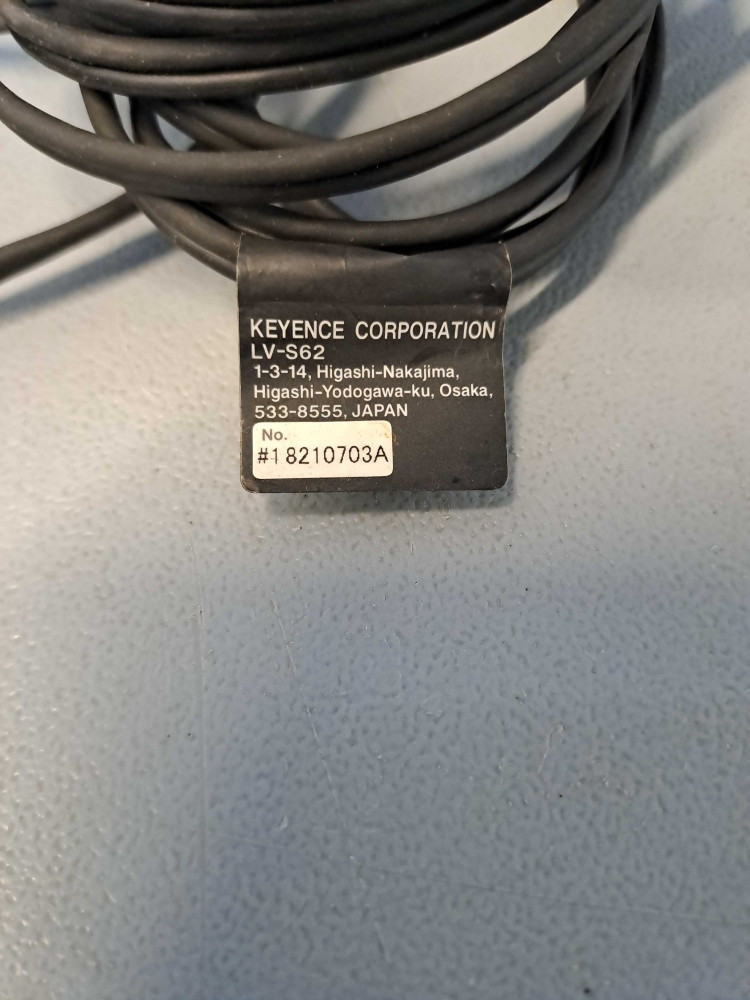 KEYENCE CORPORATION
LV-S62
1-3-14, Higashi-Nakajima,
Higashi-Yodogawa-ku, Osaka,
533-8555, JAPAN
No.
#18210703A